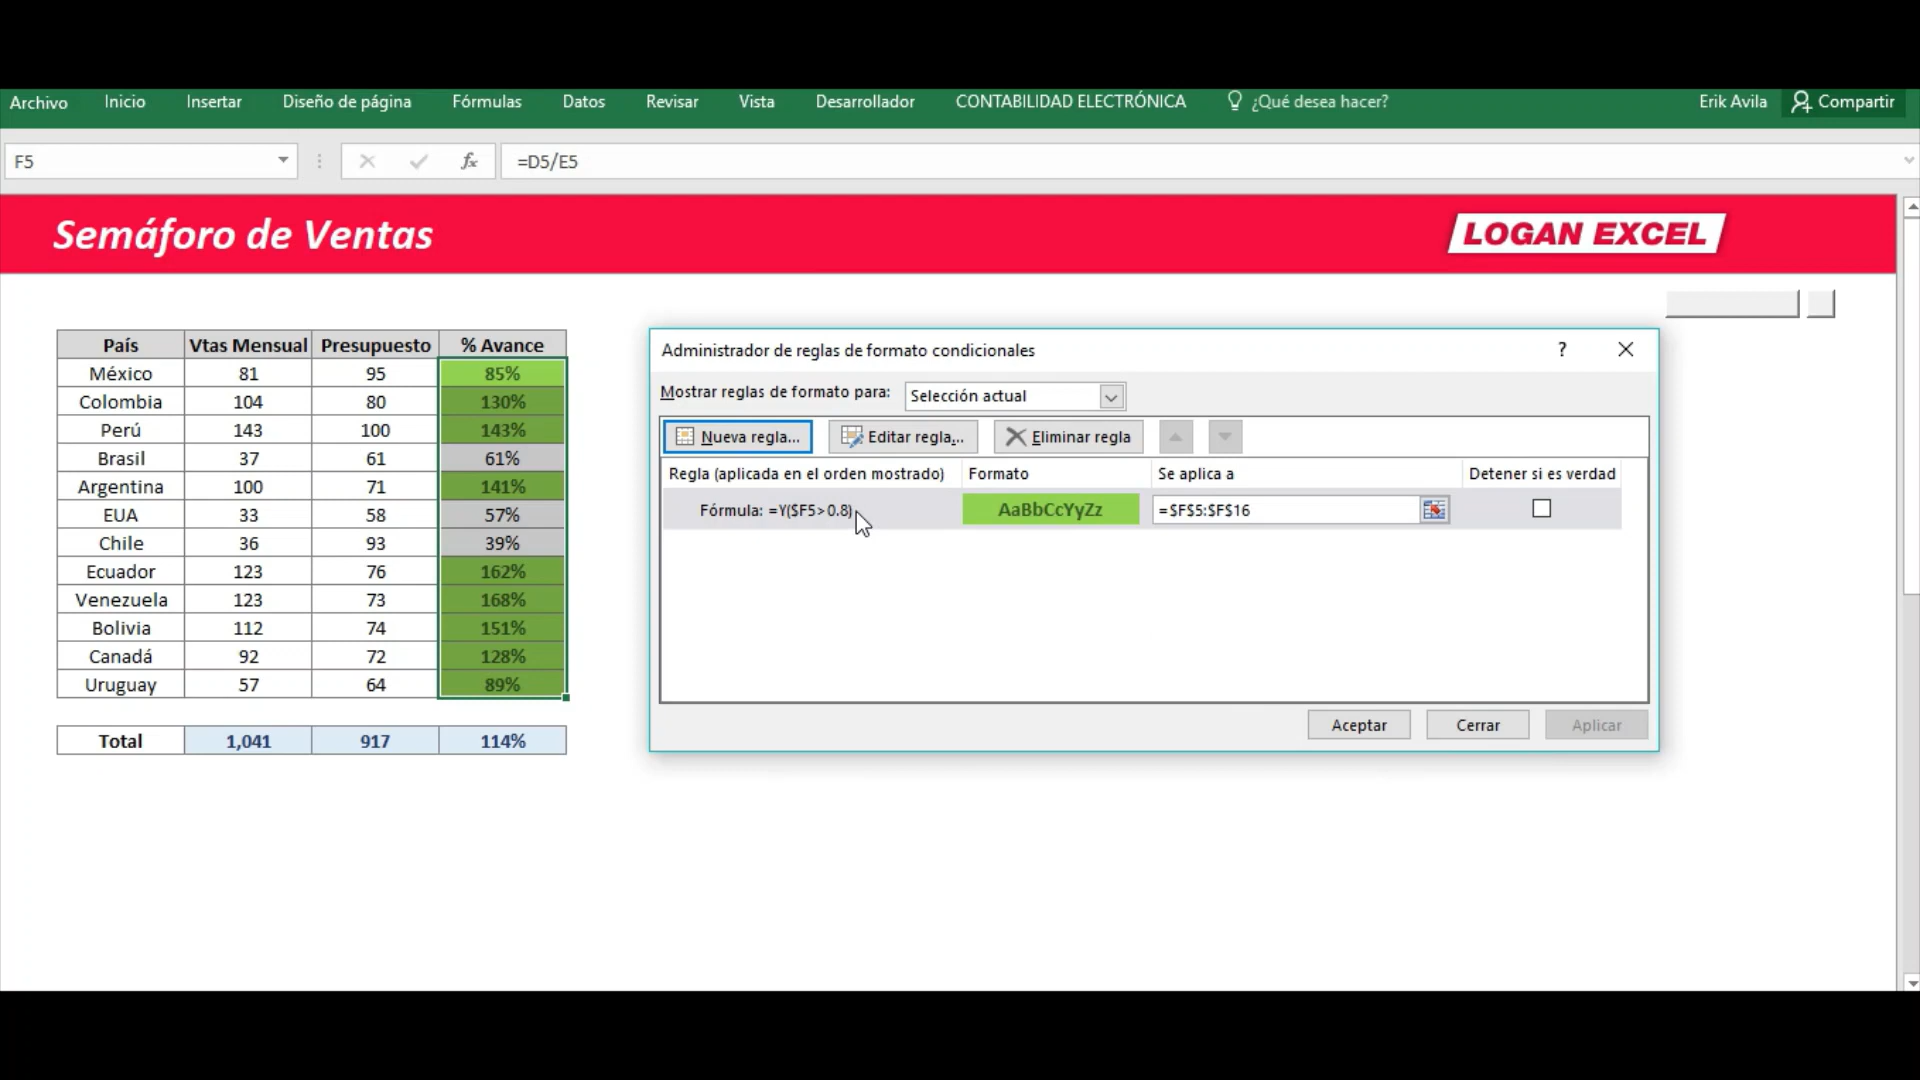 Archivo Inicio Insertar Diseño de página Fórmulas Datos Revisar Vista Desarrollador CONTABILIDAD ELECTRÓNICA ¿Qué desea hacer? Erik Avila Compartir
F5 fx =D5/E5
Semáforo de Ventas LOGAN EXCEL
País Vtas Mensual Presupuesto % Avance
México 81 95 85%
Colombia 104 80 130%
Perú 143 100 143%
Brasil 37 61 61%
Argentina 100 71 141%
EUA 33 58 57%
Chile 36 93 39%
Ecuador 123 76 162%
Venezuela 123 73 168%
Bolivia 112 74 151%
Canadá 92 72 128%
Uruguay 57 64 89%
Total 1,041 917 114%
Administrador de reglas de formato condicionales ?
Mostrar reglas de formato para: Selección actual
Nueva regla... Editar regla... Eliminar regla
Regla (aplicada en el orden mostrado) Formato Se aplica a Detener si es verdad
Fórmula: =Y($F5>0.8) AaBbCcYyZz =$F$5:$F$16
Aceptar Cerrar Aplicar